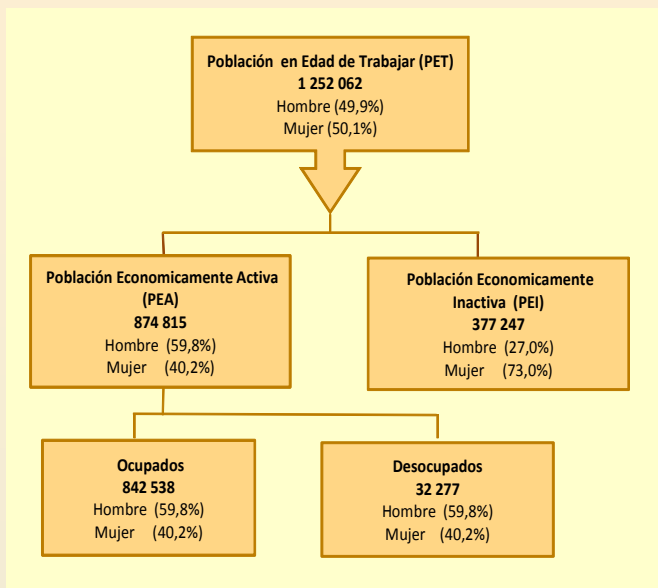 Población en Edad de Trabajar (PET)
1 252 062
Hombre (49,9%)
Mujer (50,1%)
Población Economicamente Activa
(PEA)
874 815
Hombre (59,8%)
Mujer (40,2%)
Población Economicamente
Inactiva (PEI)
377 247
Hombre (27,0%)
Mujer (73,0%)
Ocupados
842 538
Hombre (59,8%)
Mujer (40,2%)
Desocupados
32 277
Hombre (59,8%)
Mujer (40,2%)